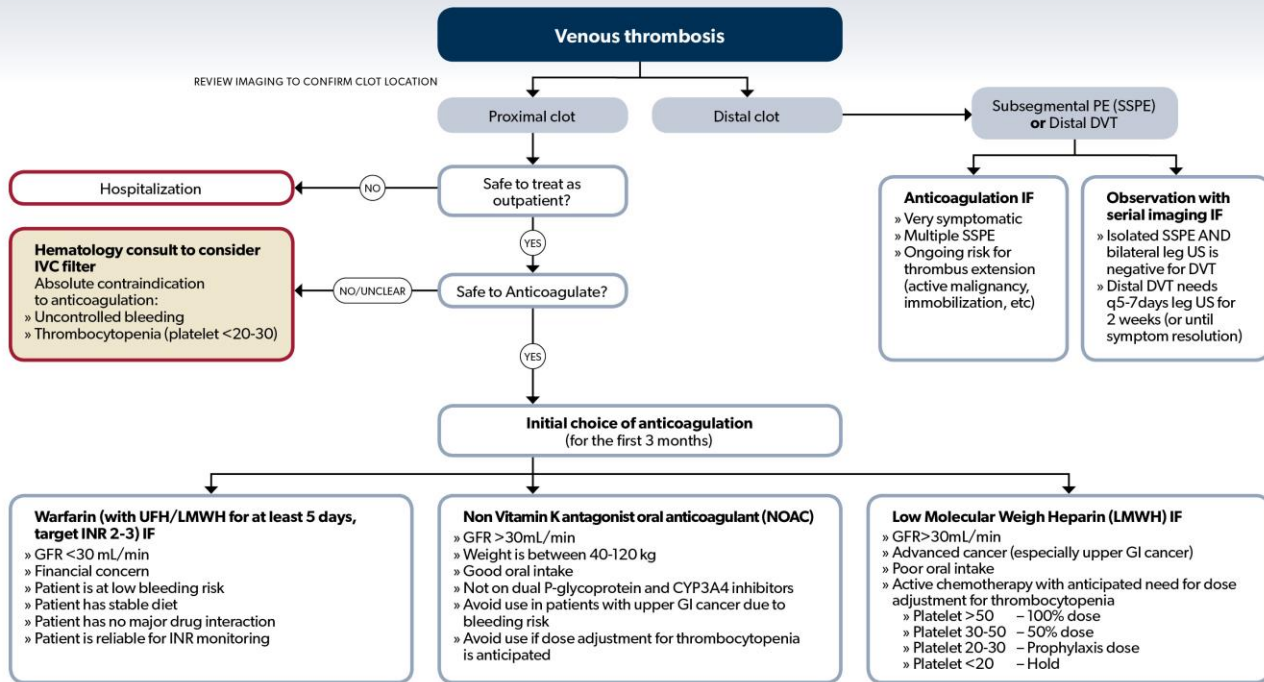 Venous thrombosis
REVIEW IMAGING TO CONFIRM CLOT LOCATION
Proximal clot
Distal clot
Subsegmental PE (SSPE)
or Distal DVT
Hospitalization
NO
Safe to treat as
outpatient?
Anticoagulation IF
» Very symptomatic
» Multiple SSPE
» Ongoing risk for
thrombus extension
(active malignancy,
immobilization, etc)
Observation with
serial imaging IF
» Isolated SSPE AND
bilateral leg US is
negative for DVT
» Distal DVT needs
q5-7days leg US for
2 weeks (or until
symptom resolution)
YES
Hematology consult to consider
IVC filter
Absolute contraindication
to anticoagulation:
» Uncontrolled bleeding
» Thrombocytopenia (platelet <20-30)
NO/UNCLEAR
Safe to Anticoagulate?
YES
Initial choice of anticoagulation
(for the first 3 months)
Warfarin (with UFH/LMWH for at least 5 days,
target INR 2-3) IF
» GFR <30 mL/min
» Financial concern
» Patient is at low bleeding risk
» Patient has stable diet
» Patient has no major drug interaction
» Patient is reliable for INR monitoring
Non Vitamin K antagonist oral anticoagulant (NOAC)
» GFR >30mL/min
» Weight is between 40-120 kg
» Good oral intake
» Not on dual P-glycoprotein and CYP3A4 inhibitors
» Avoid use in patients with upper GI cancer due to
bleeding risk
» Avoid use if dose adjustment for thrombocytopenia
is anticipated
Low Molecular Weigh Heparin (LMWH) IF
» GFR>30mL/min
» Advanced cancer (especially upper GI cancer)
» Poor oral intake
» Active chemotherapy with anticipated need for dose
adjustment for thrombocytopenia
» Platelet >50 – 100% dose
» Platelet 30-50 – 50% dose
» Platelet 20-30 – Prophylaxis dose
» Platelet <20 – Hold